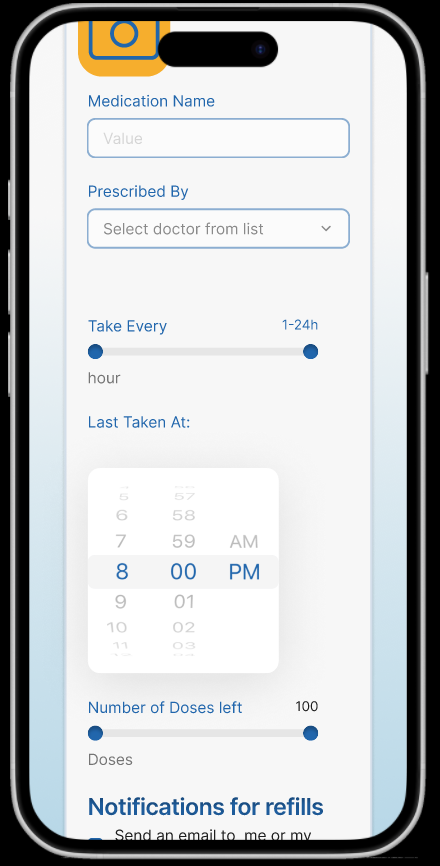 Medication Name
Value
Prescribed By
Select doctor from list
Take Every 1-24h
hour
Last Taken At:
5 57
6 58
7 59 AM
8 00 PM
9 01
10 02
11 03
Number of Doses left 100
Doses
Notifications for refills
Send an email to me or my